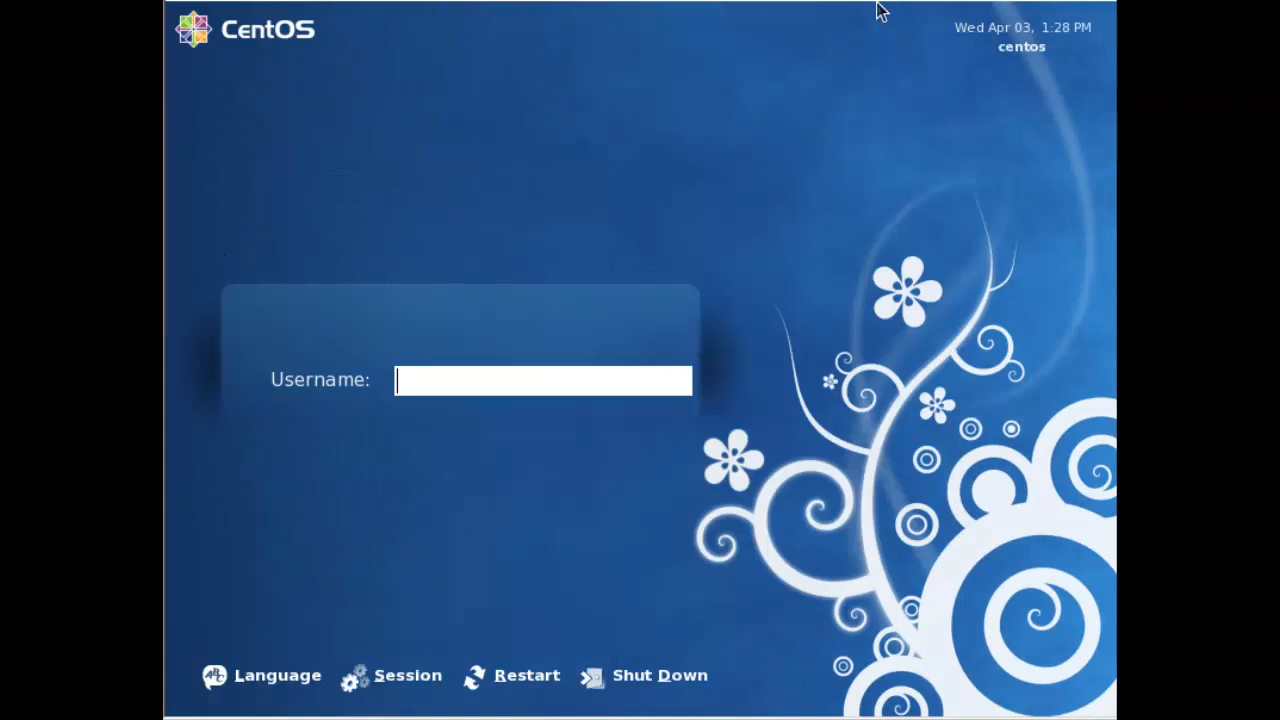 CentOS
Wed Apr 03, 1:28 PM
centos
Username:
Language Session Restart Shut Down